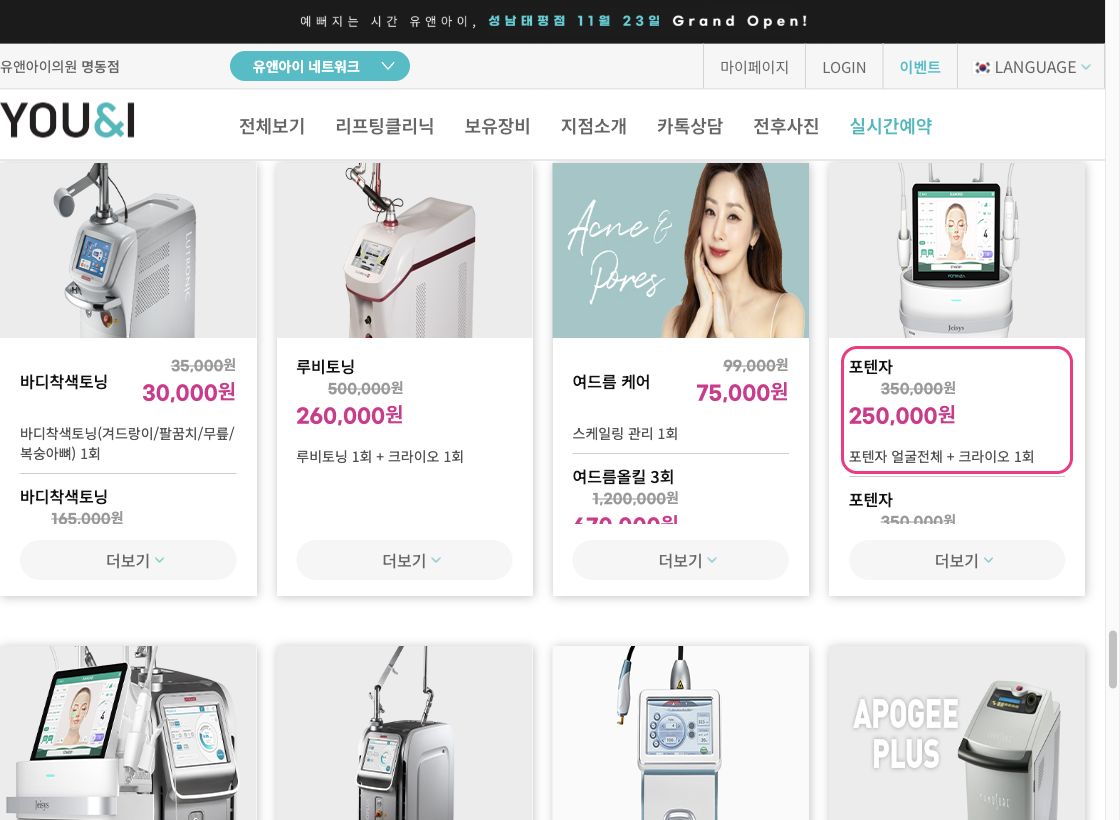 예뻐지는 시간 유앤아이, 성남태평점 11월 23일 Grand Open!
유앤아이의원 명동점
유앤아이 네트워크
마이페이지
LOGIN
이벤트
LANGUAGE
YOU&I
전체보기
리프팅클리닉
보유장비
지점소개
카톡상담
전후사진
실시간예약
LUTRONIC
바디착색토닝
35,000원
30,000원
바디착색토닝(겨드랑이/팔꿈치/무릎/
복숭아뼈) 1회
바디착색토닝
165,000원
더보기
루비토닝
500,000원
260,000원
루비토닝 1회 + 크라이오 1회
더보기
Acne &
Pores
여드름 케어
99,000원
75,000원
스케일링 관리 1회
여드름올킬 3회
1,200,000원
670,000원
더보기
POTENZA
Jeisys
포텐자
350,000원
250,000원
포텐자 얼굴전체 + 크라이오 1회
포텐자
350,000원
더보기
Jeisys
APOGEE
PLUS
CYNOSURE